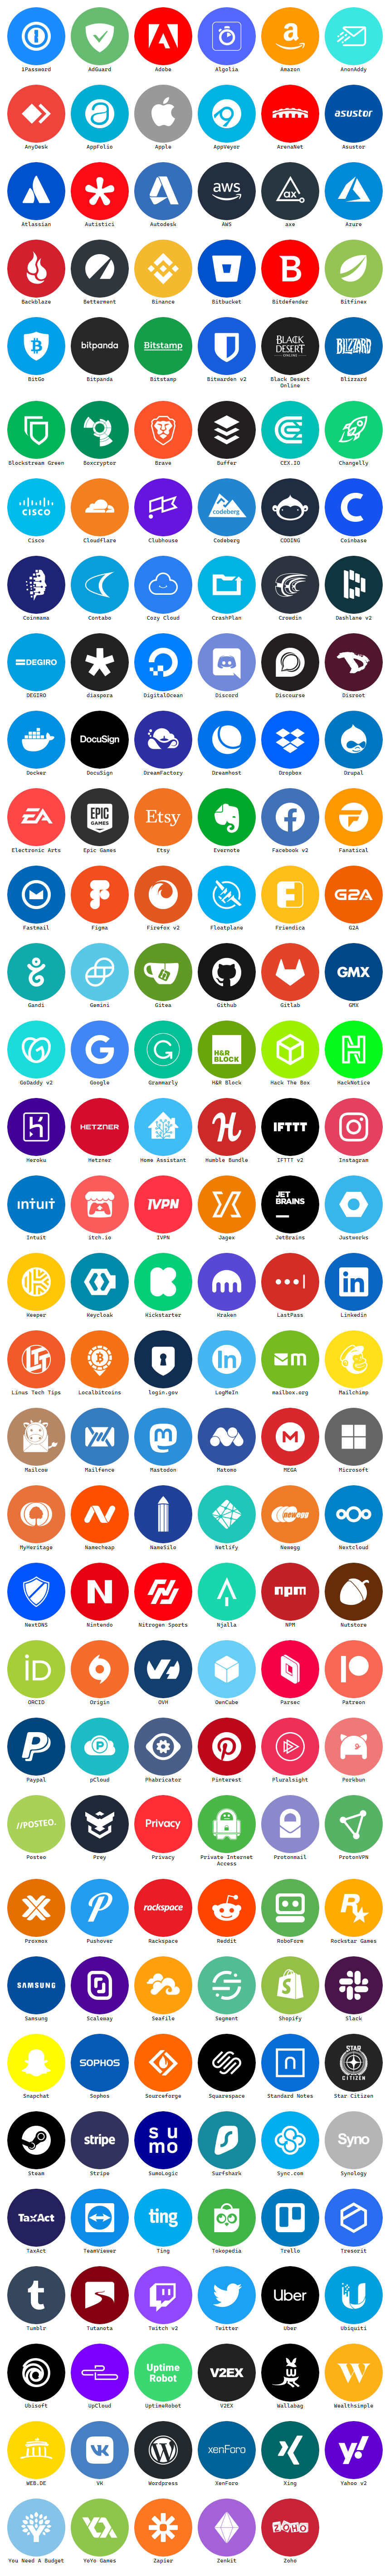 1Password AdGuard Adobe Algolia Amazon AnonAddy
asustor
AnyDesk AppFolio Apple AppVeyor ArenaNet Asustor
aws ax
Atlassian Autistici Autodesk AWS axe Azure
B
Backblaze Betterment Binance Bitbucket Bitdefender Bitfinex
bitpanda Bitstamp BLACK DESERT ONLINE BLIZZARD
BitGo Bitpanda Bitstamp Bitwarden v2 Black Desert Online Blizzard
Blockstream Green Boxcryptor Brave Buffer CEX.IO Changelly
CISCO codeberg
Cisco Cloudflare Clubhouse Codeberg CODING Coinbase
Coinmama Contabo Cozy Cloud CrashPlan Crowdin Dashlane v2
DEGIRO
DEGIRO diaspora DigitalOcean Discord Discourse Disroot
DocuSign
Docker DocuSign DreamFactory Dreamhost Dropbox Drupal
EA EPIC GAMES Etsy
Electronic Arts Epic Games Etsy Evernote Facebook v2 Fanatical
G2A
Fastmail Figma Firefox v2 Floatplane Friendica G2A
GMX
Gandi Gemini Gitea Github Gitlab GMX
G H&R BLOCK
GoDaddy v2 Google Grammarly H&R Block Hack The Box HackNotice
HETZNER H IFTTT
Heroku Hetzner Home Assistant Humble Bundle IFTTT v2 Instagram
intuit IVPN JET BRAINS
Intuit itch.io IVPN Jagex JetBrains Justworks
in
Keeper Keycloak Kickstarter Kraken LastPass Linkedin
LTT In m
Linus Tech Tips Localbitcoins login.gov LogMeIn mailbox.org Mailchimp
m M
Mailcow Mailfence Mastodon Matomo MEGA Microsoft
newegg
MyHeritage Namecheap NameSilo Netlify Newegg Nextcloud
N npm
NextDNS Nintendo Nitrogen Sports Njalla NPM Nutstore
iD
ORCID Origin OVH OwnCube Parsec Patreon
Paypal pCloud Phabricator Pinterest Pluralsight Porkbun
//POSTEO. Privacy
Posteo Prey Privacy Private Internet Access Protonmail ProtonVPN
rackspace R
Proxmox Pushover Rackspace Reddit RoboForm Rockstar Games
SAMSUNG
Samsung Scaleway Seafile Segment Shopify Slack
SOPHOS n STAR CITIZEN
Snapchat Sophos Sourceforge Squarespace Standard Notes Star Citizen
stripe sumo Syno
Steam Stripe SumoLogic Surfshark Sync.com Synology
TaxAct ting
TaxAct TeamViewer Ting Tokopedia Trello Tresorit
t Uber
Tumblr Tutanota Twitch v2 Twitter Uber Ubiquiti
Uptime Robot V2EX W
Ubisoft UpCloud UptimeRobot V2EX Wallabag Wealthsimple
VK W xenForo y!
WEB.DE VK Wordpress XenForo Xing Yahoo v2
ZOHO
You Need A Budget YoYo Games Zapier Zenkit Zoho